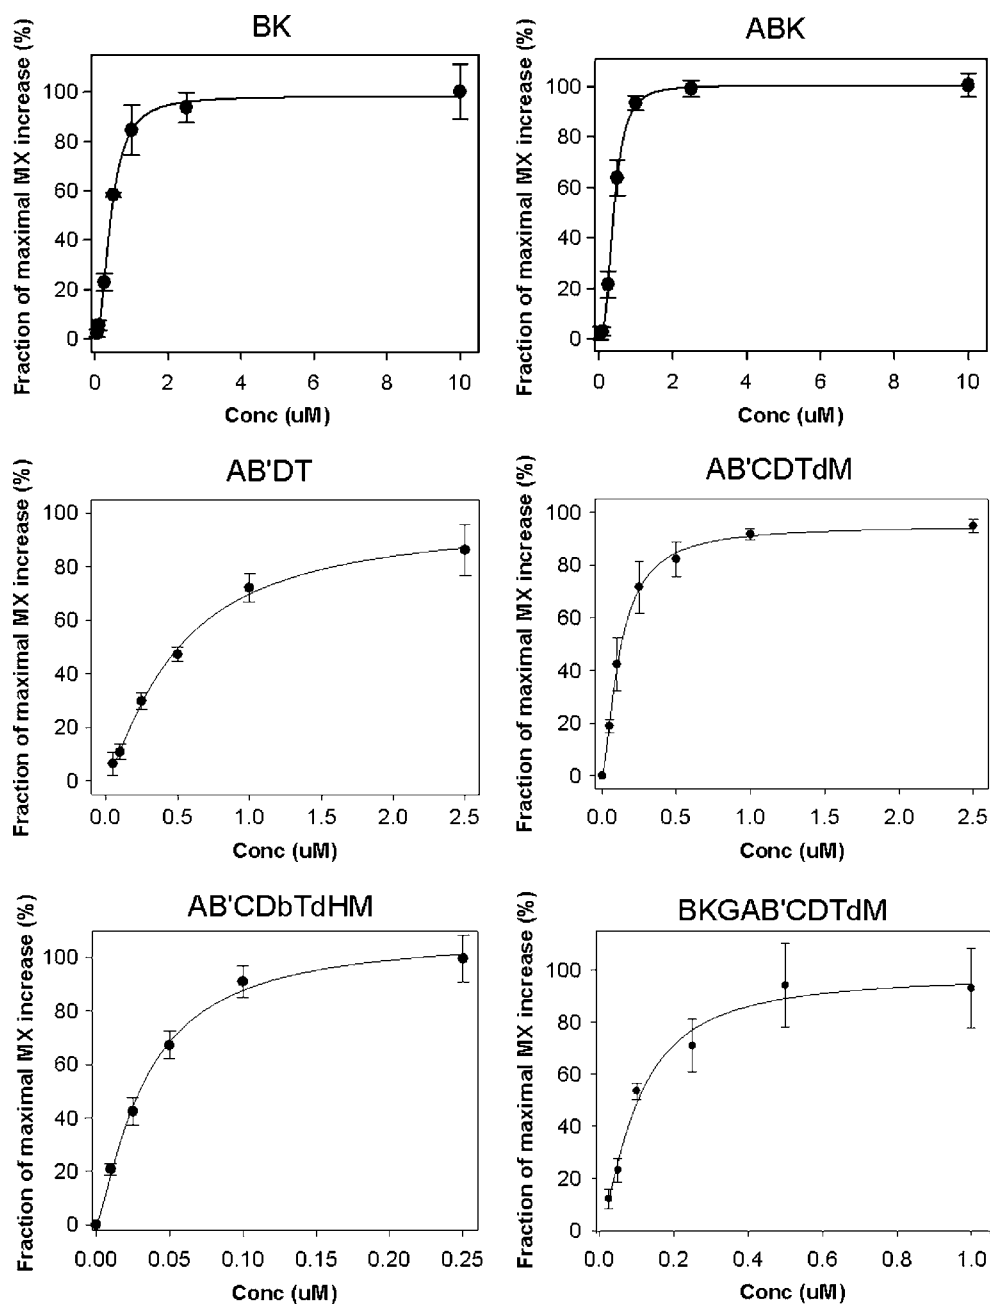 BK
Fraction of maximal MX increase (%)
100
80
60
40
20
0
0 2 4 6 8 10
Conc (uM)
ABK
Fraction of maximal MX increase (%)
100
80
60
40
20
0
0 2 4 6 8 10
Conc (uM)
AB'DT
Fraction of maximal MX increase (%)
100
80
60
40
20
0
0.0 0.5 1.0 1.5 2.0 2.5
Conc (uM)
AB'CDTdM
Fraction of maximal MX increase (%)
100
80
60
40
20
0
0.0 0.5 1.0 1.5 2.0 2.5
Conc (uM)
AB'CDbTdHM
Fraction of maximal MX increase (%)
100
80
60
40
20
0
0.00 0.05 0.10 0.15 0.20 0.25
Conc (uM)
BKGAB'CDTdM
Fraction of maximal MX increase (%)
100
80
60
40
20
0
0.0 0.2 0.4 0.6 0.8 1.0
Conc (uM)